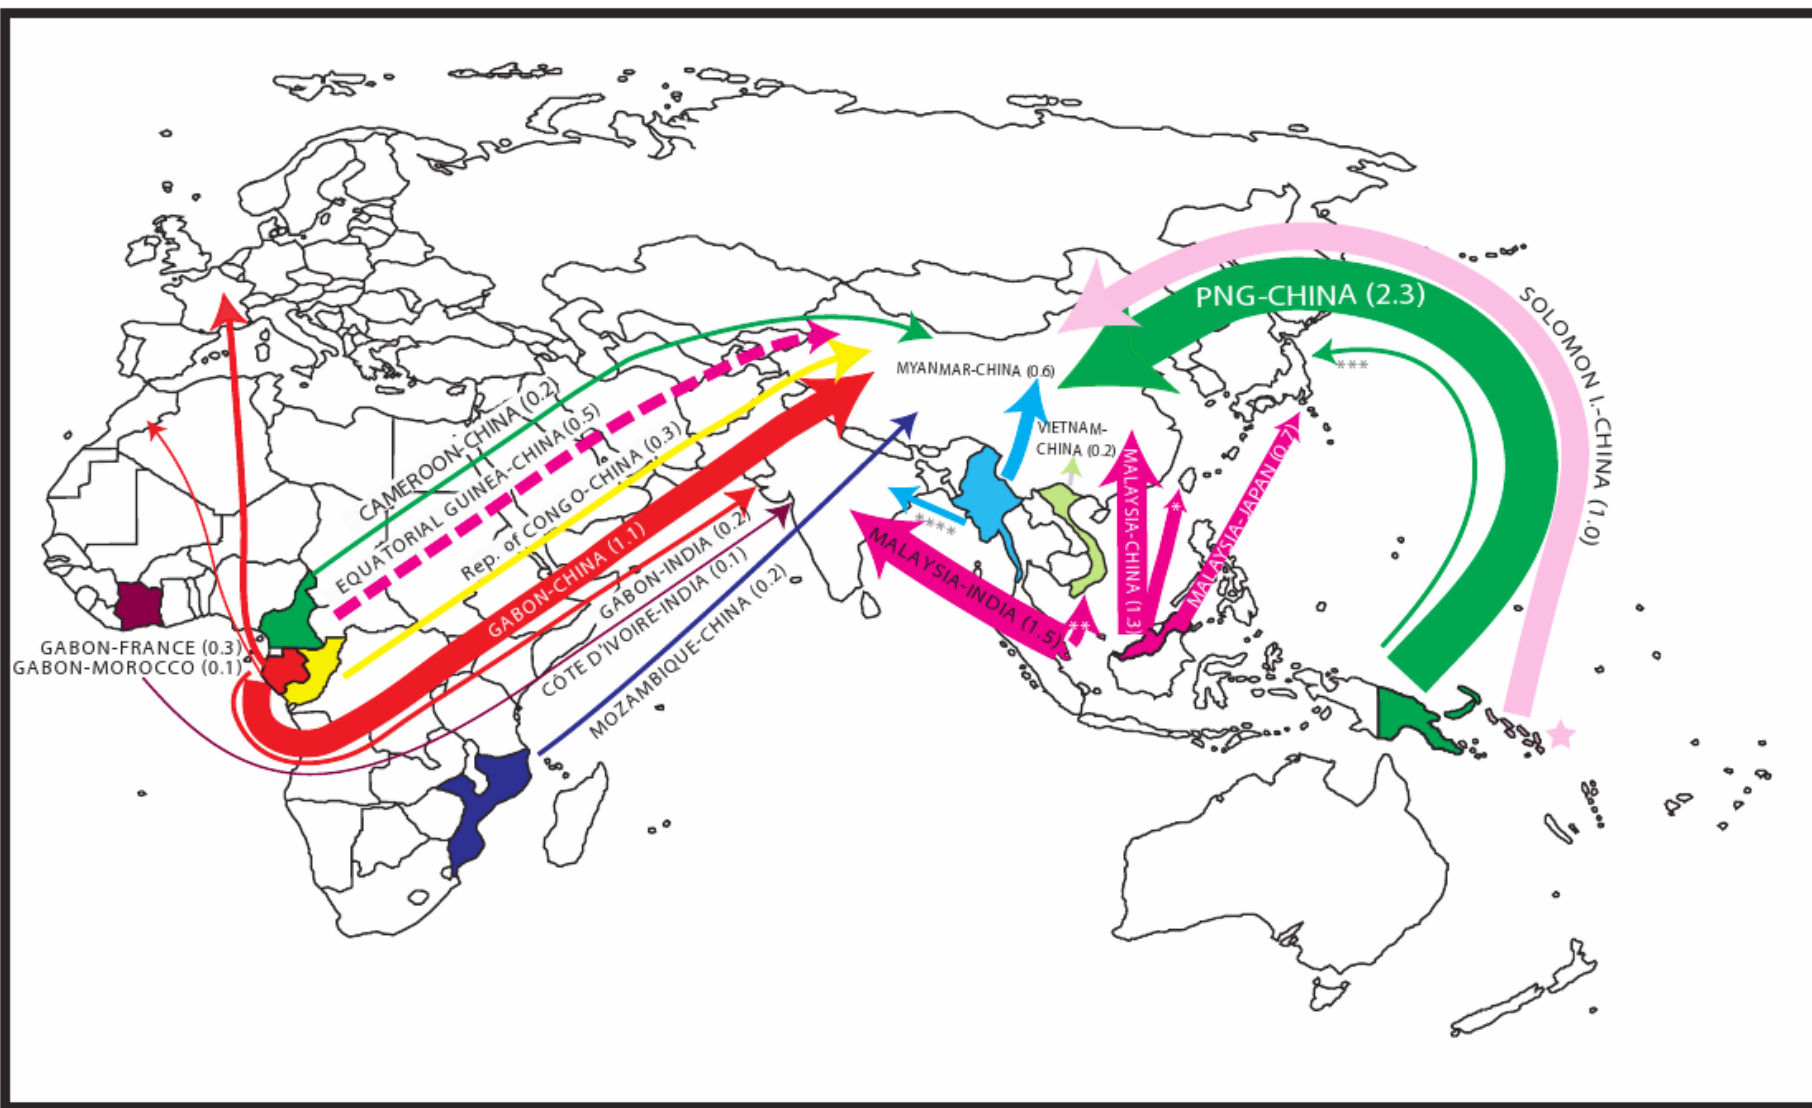 PNG-CHINA (2.3)
SOLOMON I.-CHINA (1.0)
***
MYANMAR-CHINA (0.6)
VIETNAM-
CHINA (0.2)
CAMEROON-CHINA (0.2)
EQUATORIAL GUINEA-CHINA (0.5)
Rep. of CONGO-CHINA (0.3)
GABON-CHINA (1.1)
GABON-INDIA (0.2)
CÔTE D'IVOIRE-INDIA (0.1)
MOZAMBIQUE-CHINA (0.2)
GABON-FRANCE (0.3)
GABON-MOROCCO (0.1)
****
MALAYSIA-INDIA (1.5)
**
MALAYSIA-CHINA (1.3)
*
MALAYSIA-JAPAN (0.7)